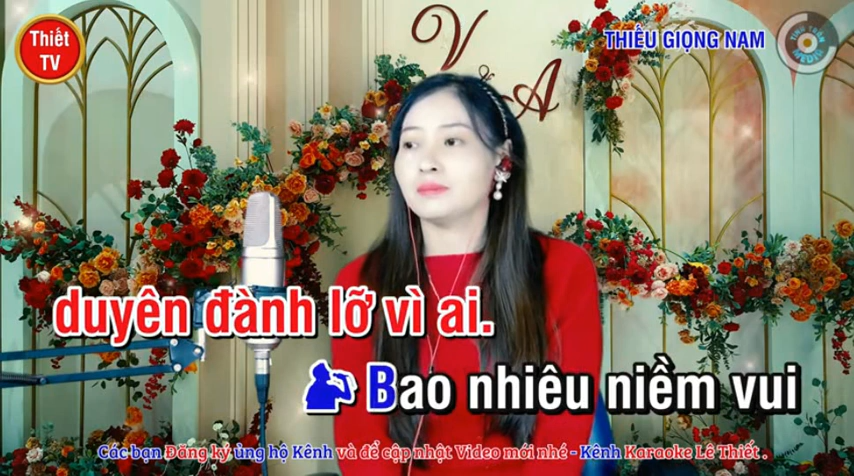 Thiết
TV
THIẾU GIỌNG NAM
V
&
A
duyên đành lỡ vì ai.
Bao nhiêu niềm vui
Các bạn Đăng ký ủng hộ Kênh và để cập nhật Video mới nhé - Kênh Karaoke Lê Thiết .